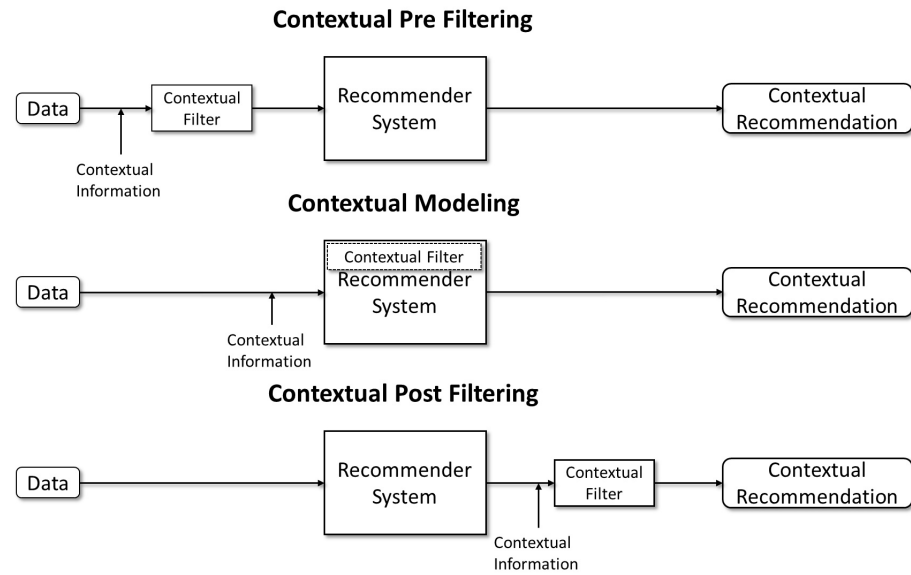 Contextual Pre Filtering
Data
Contextual
Filter
Recommender
System
Contextual
Recommendation
Contextual
Information
Contextual Modeling
Data
Contextual Filter
Recommender
System
Contextual
Recommendation
Contextual
Information
Contextual Post Filtering
Data
Recommender
System
Contextual
Filter
Contextual
Recommendation
Contextual
Information